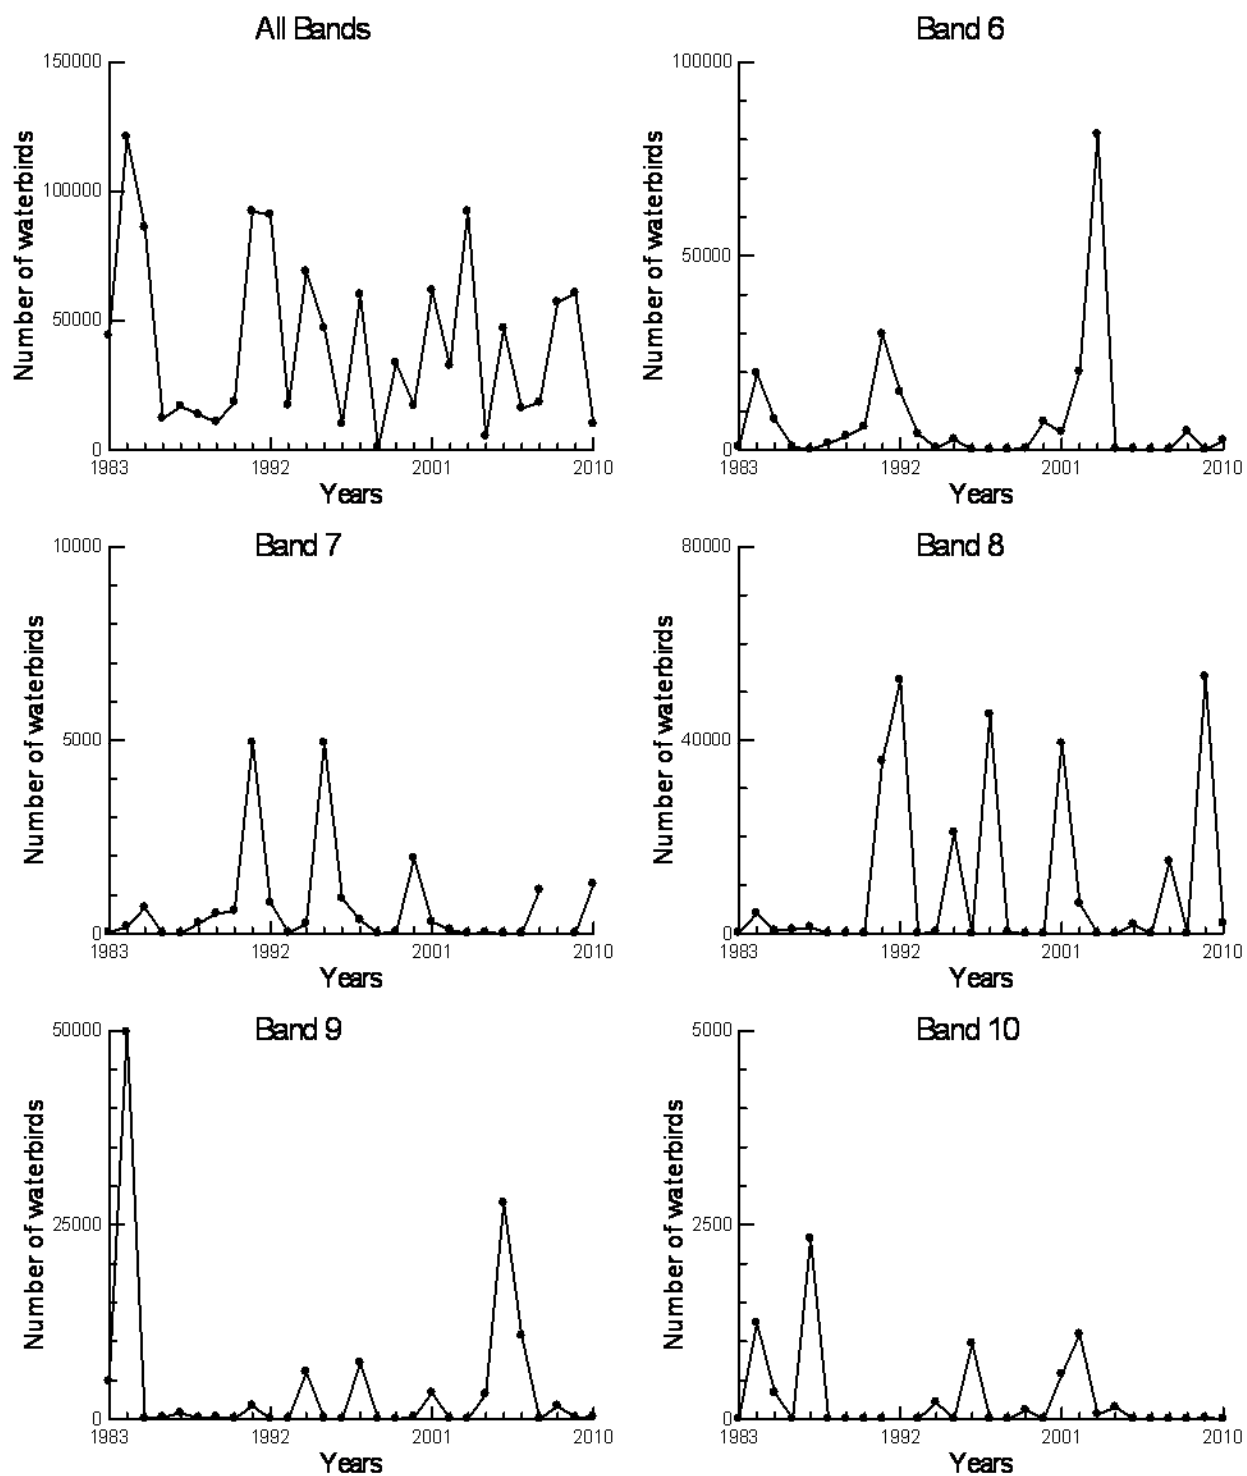 All Bands
150000
100000
50000
0
Number of waterbirds
1983 1992 2001 2010
Years
Band 6
100000
50000
0
Number of waterbirds
1983 1992 2001 2010
Years
Band 7
10000
5000
0
Number of waterbirds
1983 1992 2001 2010
Years
Band 8
80000
40000
0
Number of waterbirds
1983 1992 2001 2010
Years
Band 9
50000
25000
0
Number of waterbirds
1983 1992 2001 2010
Years
Band 10
5000
2500
0
Number of waterbirds
1983 1992 2001 2010
Years